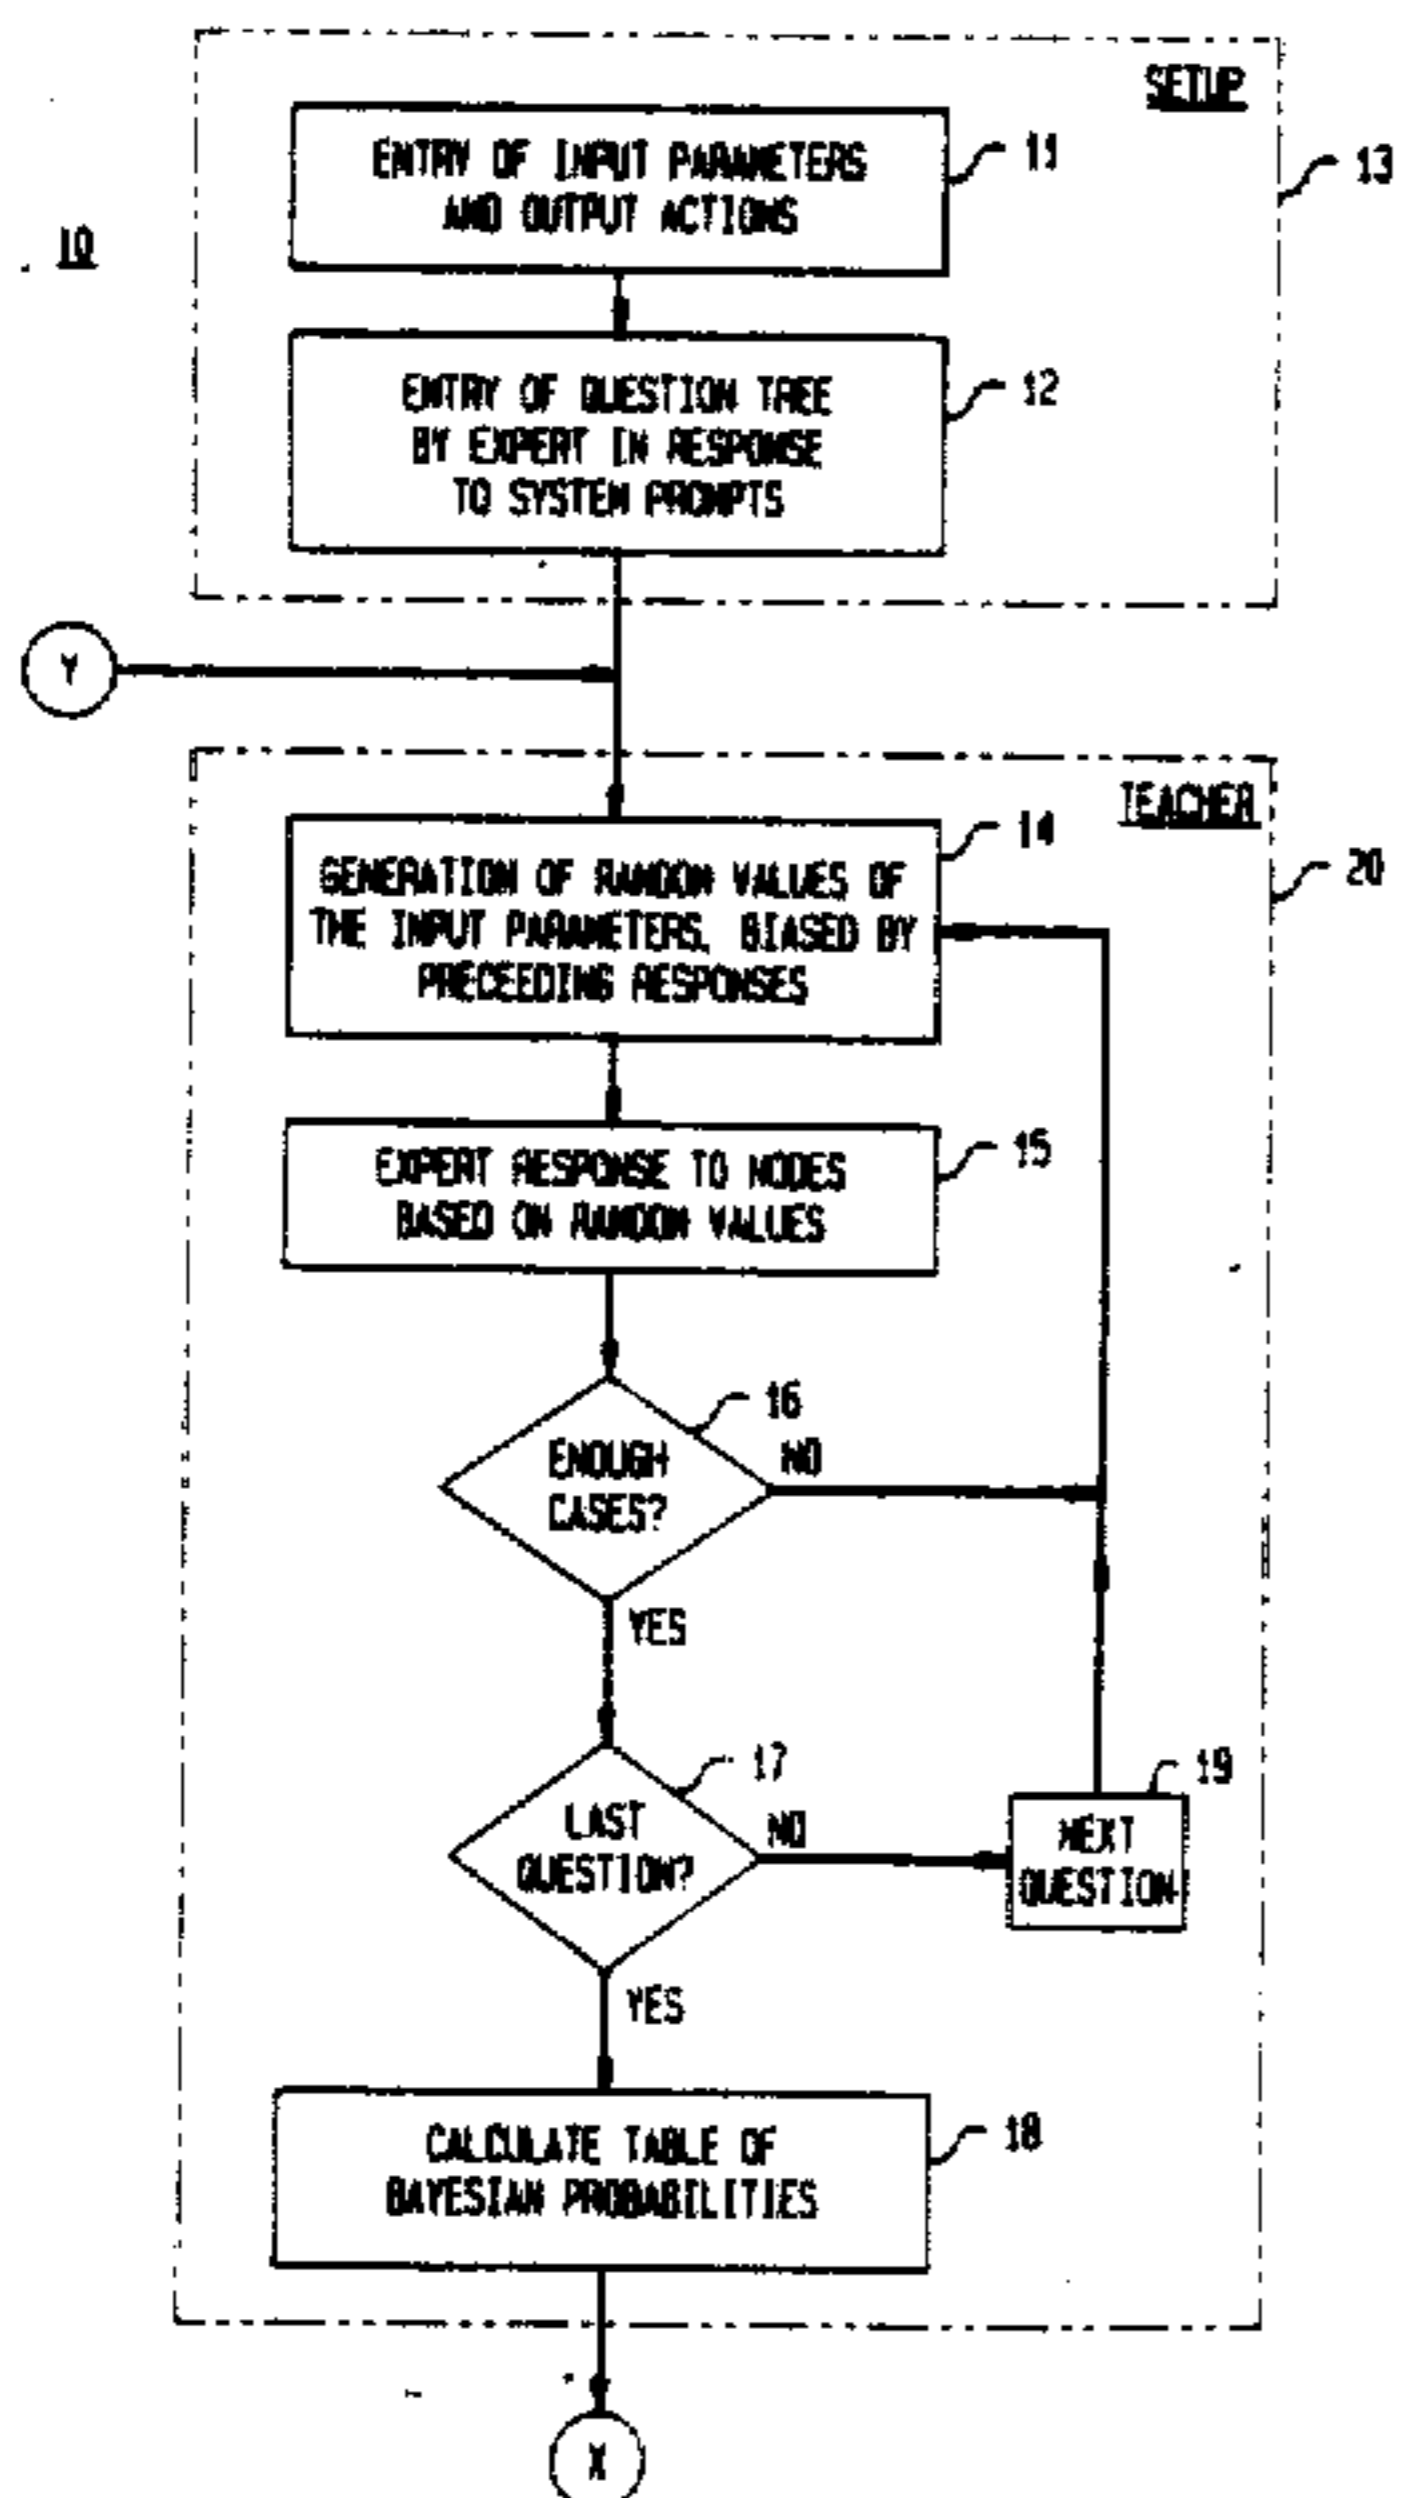 SETUP
ENTRY OF INPUT PARAMETERS
AND OUTPUT ACTIONS
11
13
10
ENTRY OF QUESTION TREE
BY EXPERT IN RESPONSE
TO SYSTEM PROMPTS
12
Y
TEACHER
14
20
GENERATION OF RANDOM VALUES OF
THE INPUT PARAMETERS, BIASED BY
PRECEEDING RESPONSES
EXPERT RESPONSE TO NODES
BASED ON RANDOM VALUES
15
16
ENOUGH
CASES?
NO
YES
17
LAST
QUESTION?
NO
19
NEXT
QUESTION
YES
CALCULATE TABLE OF
BAYESIAN PROBABILITIES
18
X